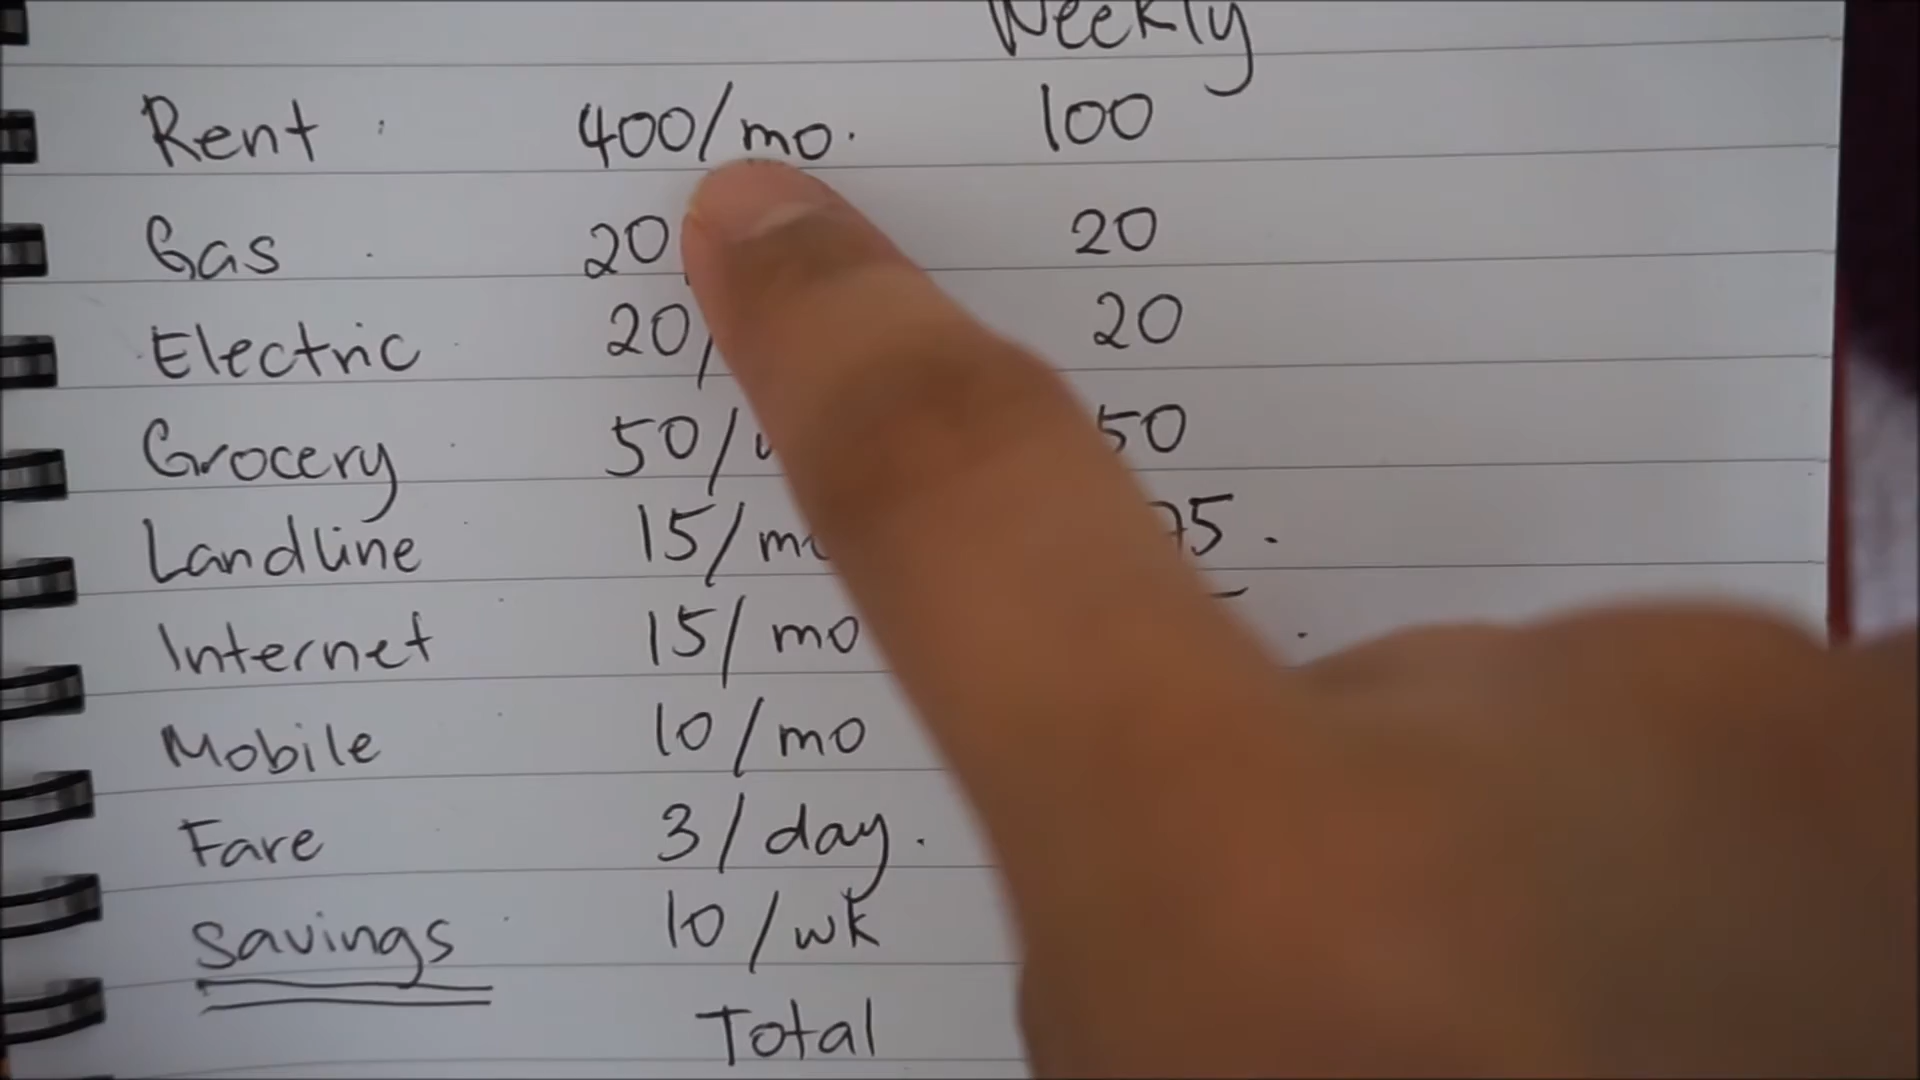 Weekly
Rent : 400/mo. 100
Gas 20 20
Electric 20/ 20
Grocery 50/ 50
Landline 15/m 75.
Internet 15/mo
Mobile 10/mo
Fare 3/day.
Savings 10/wk
Total